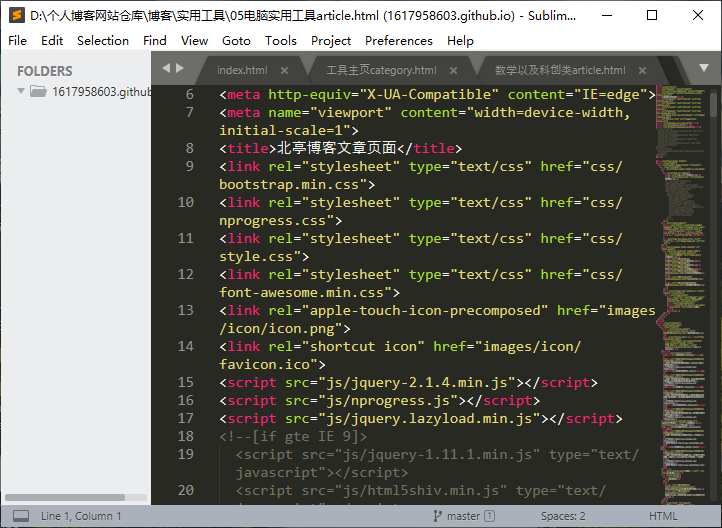 D:\个人博客网站仓库\博客\实用工具\05电脑实用工具article.html (1617958603.github.io) - Sublim...
File Edit Selection Find View Goto Tools Project Preferences Help
FOLDERS
1617958603.github
index.html
工具主页category.html
数学以及科创类article.html
6 <meta http-equiv="X-UA-Compatible" content="IE=edge">
7 <meta name="viewport" content="width=device-width,
initial-scale=1">
8 <title>北亭博客文章页面</title>
9 <link rel="stylesheet" type="text/css" href="css/
bootstrap.min.css">
10 <link rel="stylesheet" type="text/css" href="css/
nprogress.css">
11 <link rel="stylesheet" type="text/css" href="css/
style.css">
12 <link rel="stylesheet" type="text/css" href="css/
font-awesome.min.css">
13 <link rel="apple-touch-icon-precomposed" href="images
/icon/icon.png">
14 <link rel="shortcut icon" href="images/icon/
favicon.ico">
15 <script src="js/jquery-2.1.4.min.js"></script>
16 <script src="js/nprogress.js"></script>
17 <script src="js/jquery.lazyload.min.js"></script>
18 <!--[if gte IE 9]>
19 <script src="js/jquery-1.11.1.min.js" type="text/
javascript"></script>
20 <script src="js/html5shiv.min.js" type="text/
Line 1, Column 1
master 1
Spaces: 2
HTML